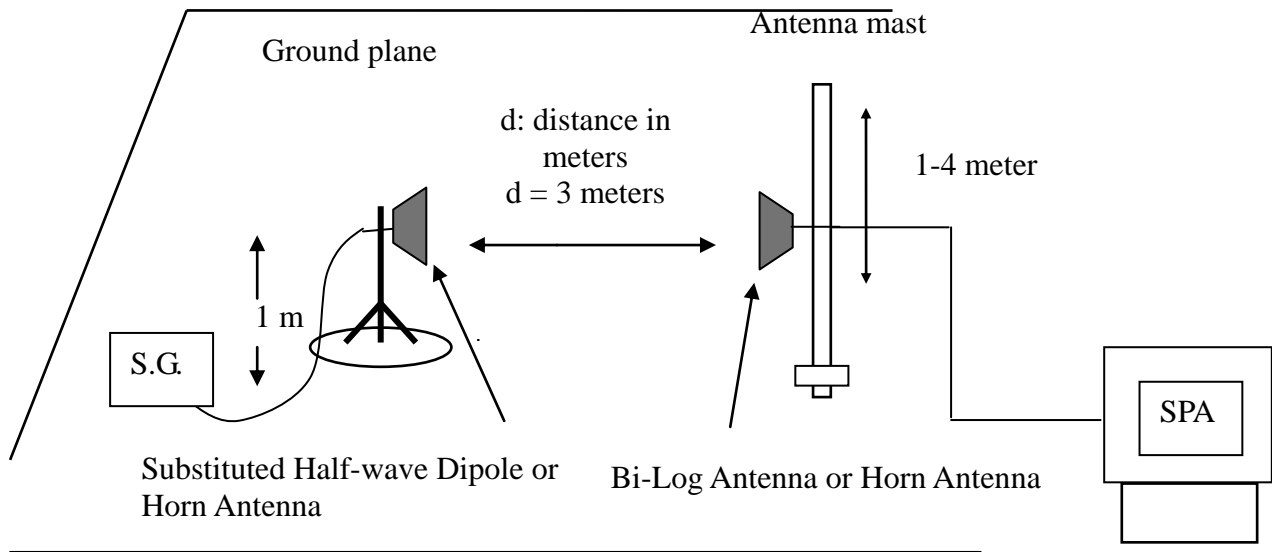 Antenna mast
Ground plane
d: distance in
meters
d = 3 meters
1-4 meter
1 m
S.G.
SPA
Substituted Half-wave Dipole or
Horn Antenna
Bi-Log Antenna or Horn Antenna